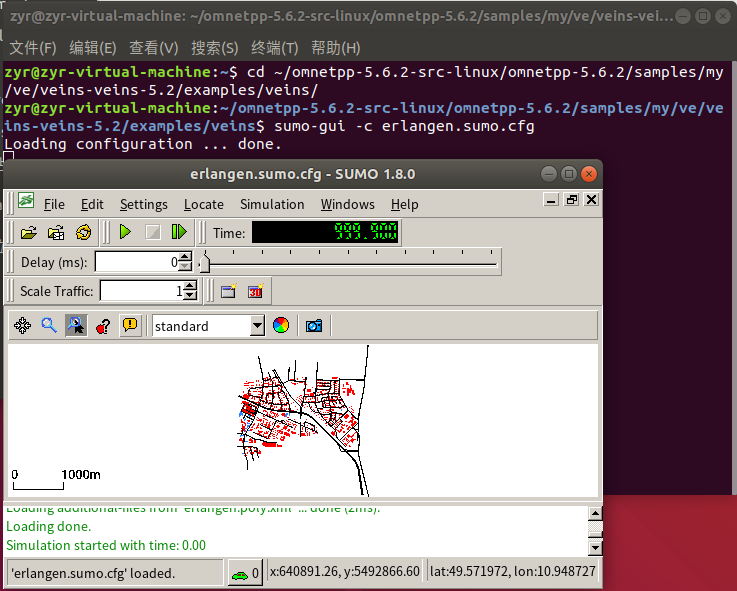 zyr@zyr-virtual-machine: ~/omnetpp-5.6.2-src-linux/omnetpp-5.6.2/samples/my/ve/veins-vei...
文件(F) 编辑(E) 查看(V) 搜索(S) 终端(T) 帮助(H)
zyr@zyr-virtual-machine:~$ cd ~/omnetpp-5.6.2-src-linux/omnetpp-5.6.2/samples/my
/ve/veins-veins-5.2/examples/veins/
zyr@zyr-virtual-machine:~/omnetpp-5.6.2-src-linux/omnetpp-5.6.2/samples/my/ve/ve
ins-veins-5.2/examples/veins$ sumo-gui -c erlangen.sumo.cfg
Loading configuration ... done.
erlangen.sumo.cfg - SUMO 1.8.0
File Edit Settings Locate Simulation Windows Help
Time: 999.900
Delay (ms): 0
Scale Traffic: 1
standard
0 1000m
Loading additional-files from 'erlangen.poly.xml' ... done (2ms).
Loading done.
Simulation started with time: 0.00
'erlangen.sumo.cfg' loaded. 0 x:640891.26, y:5492866.60 lat:49.571972, lon:10.948727